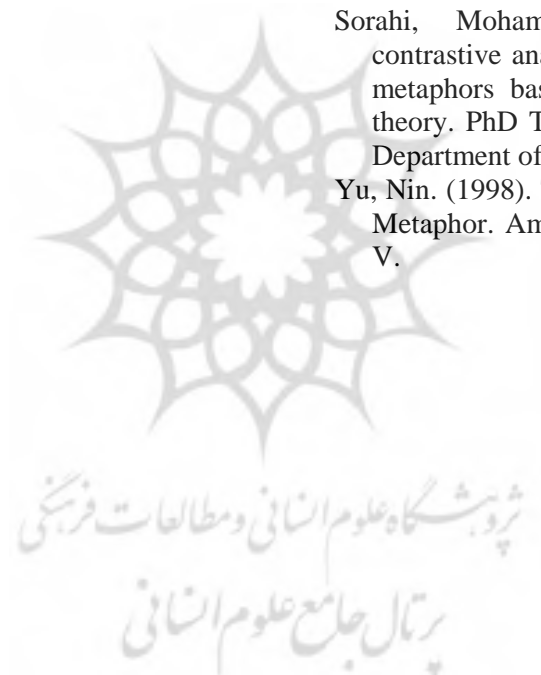 Sorahi, Moham
contrastive ana
metaphors bas
theory. PhD T
Department of
Yu, Nin. (1998).
Metaphor. Am
V.
پژوهشگاه علوم انسانی و مطالعات فرهنگی
پرتال جامع علوم انسانی